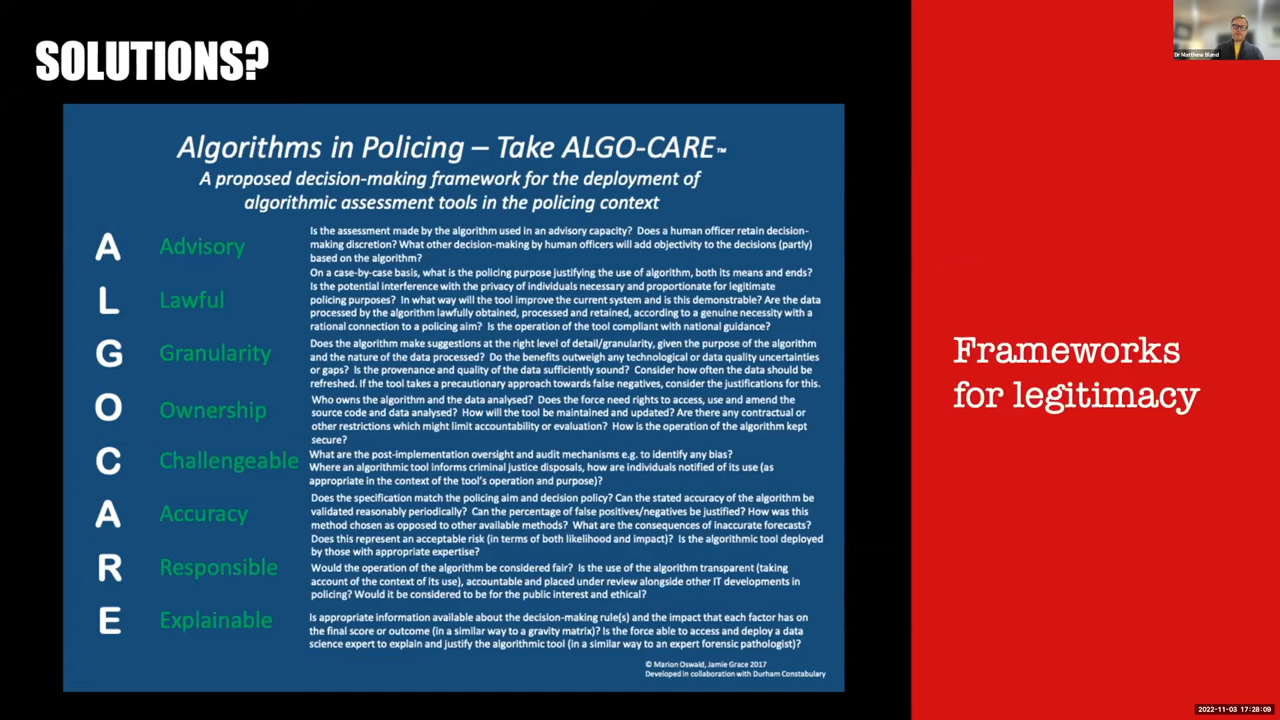 SOLUTIONS?
Algorithms in Policing – Take ALGO-CARE™
A proposed decision-making framework for the deployment of
algorithmic assessment tools in the policing context
A Advisory
Is the assessment made by the algorithm used in an advisory capacity? Does a human officer retain decision-
making discretion? What other decision-making by human officers will add objectivity to the decisions (partly)
based on the algorithm?
L Lawful
On a case-by-case basis, what is the policing purpose justifying the use of algorithm, both its means and ends?
Is the potential interference with the privacy of individuals necessary and proportionate for legitimate
policing purposes? In what way will the tool improve the current system and is this demonstrable? Are the data
processed by the algorithm lawfully obtained, processed and retained, according to a genuine necessity with a
rational connection to a policing aim? Is the operation of the tool compliant with national guidance?
G Granularity
Does the algorithm make suggestions at the right level of detail/granularity, given the purpose of the algorithm
and the nature of the data processed? Do the benefits outweigh any technological or data quality uncertainties
or gaps? Is the provenance and quality of the data sufficiently sound? Consider how often the data should be
refreshed. If the tool takes a precautionary approach towards false negatives, consider the justifications for this.
O Ownership
Who owns the algorithm and the data analysed? Does the force need rights to access, use and amend the
source code and data analysed? How will the tool be maintained and updated? Are there any contractual or
other restrictions which might limit accountability or evaluation? How is the operation of the algorithm kept
secure?
C Challengeable
What are the post-implementation oversight and audit mechanisms e.g. to identify any bias?
Where an algorithmic tool informs criminal justice disposals, how are individuals notified of its use (as
appropriate in the context of the tool's operation and purpose)?
A Accuracy
Does the specification match the policing aim and decision policy? Can the stated accuracy of the algorithm be
validated reasonably periodically? Can the percentage of false positives/negatives be justified? How was this
method chosen as opposed to other available methods? What are the consequences of inaccurate forecasts?
Does this represent an acceptable risk (in terms of both likelihood and impact)? Is the algorithmic tool deployed
by those with appropriate expertise?
R Responsible
Would the operation of the algorithm be considered fair? Is the use of the algorithm transparent (taking
account of the context of its use), accountable and placed under review alongside other IT developments in
policing? Would it be considered to be for the public interest and ethical?
E Explainable
Is appropriate information available about the decision-making rule(s) and the impact that each factor has on
the final score or outcome (in a similar way to a gravity matrix)? Is the force able to access and deploy a data
science expert to explain and justify the algorithmic tool (in a similar way to an expert forensic pathologist)?
© Marion Oswald, Jamie Grace 2017
Developed in collaboration with Durham Constabulary
Frameworks
for legitimacy
Dr Matthew Bland
2022-11-03 17:28:09